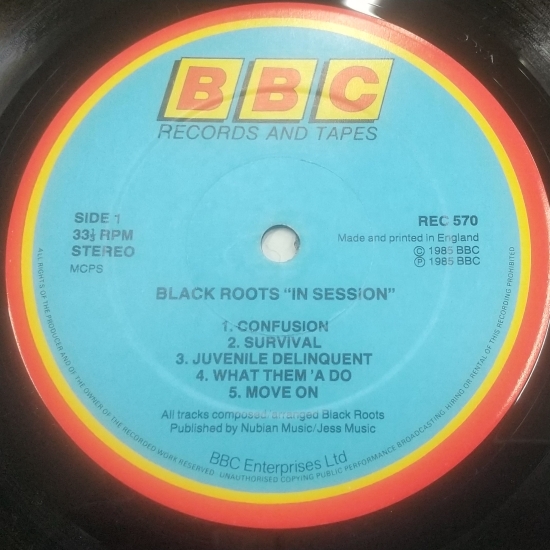 BBC
RECORDS AND TAPES
SIDE 1
33⅓ RPM
STEREO
MCPS
REC 570
Made and printed in England
© 1985 BBC
℗ 1985 BBC
BLACK ROOTS “IN SESSION”
1. CONFUSION
2. SURVIVAL
3. JUVENILE DELINQUENT
4. WHAT THEM 'A DO
5. MOVE ON
All tracks composed/arranged Black Roots
Published by Nubian Music/Jess Music
BBC Enterprises Ltd
ALL RIGHTS OF THE PRODUCER AND OF THE OWNER OF THE RECORDED WORK RESERVED · UNAUTHORISED COPYING PUBLIC PERFORMANCE BROADCASTING, HIRING OR RENTAL OF THIS RECORDING PROHIBITED